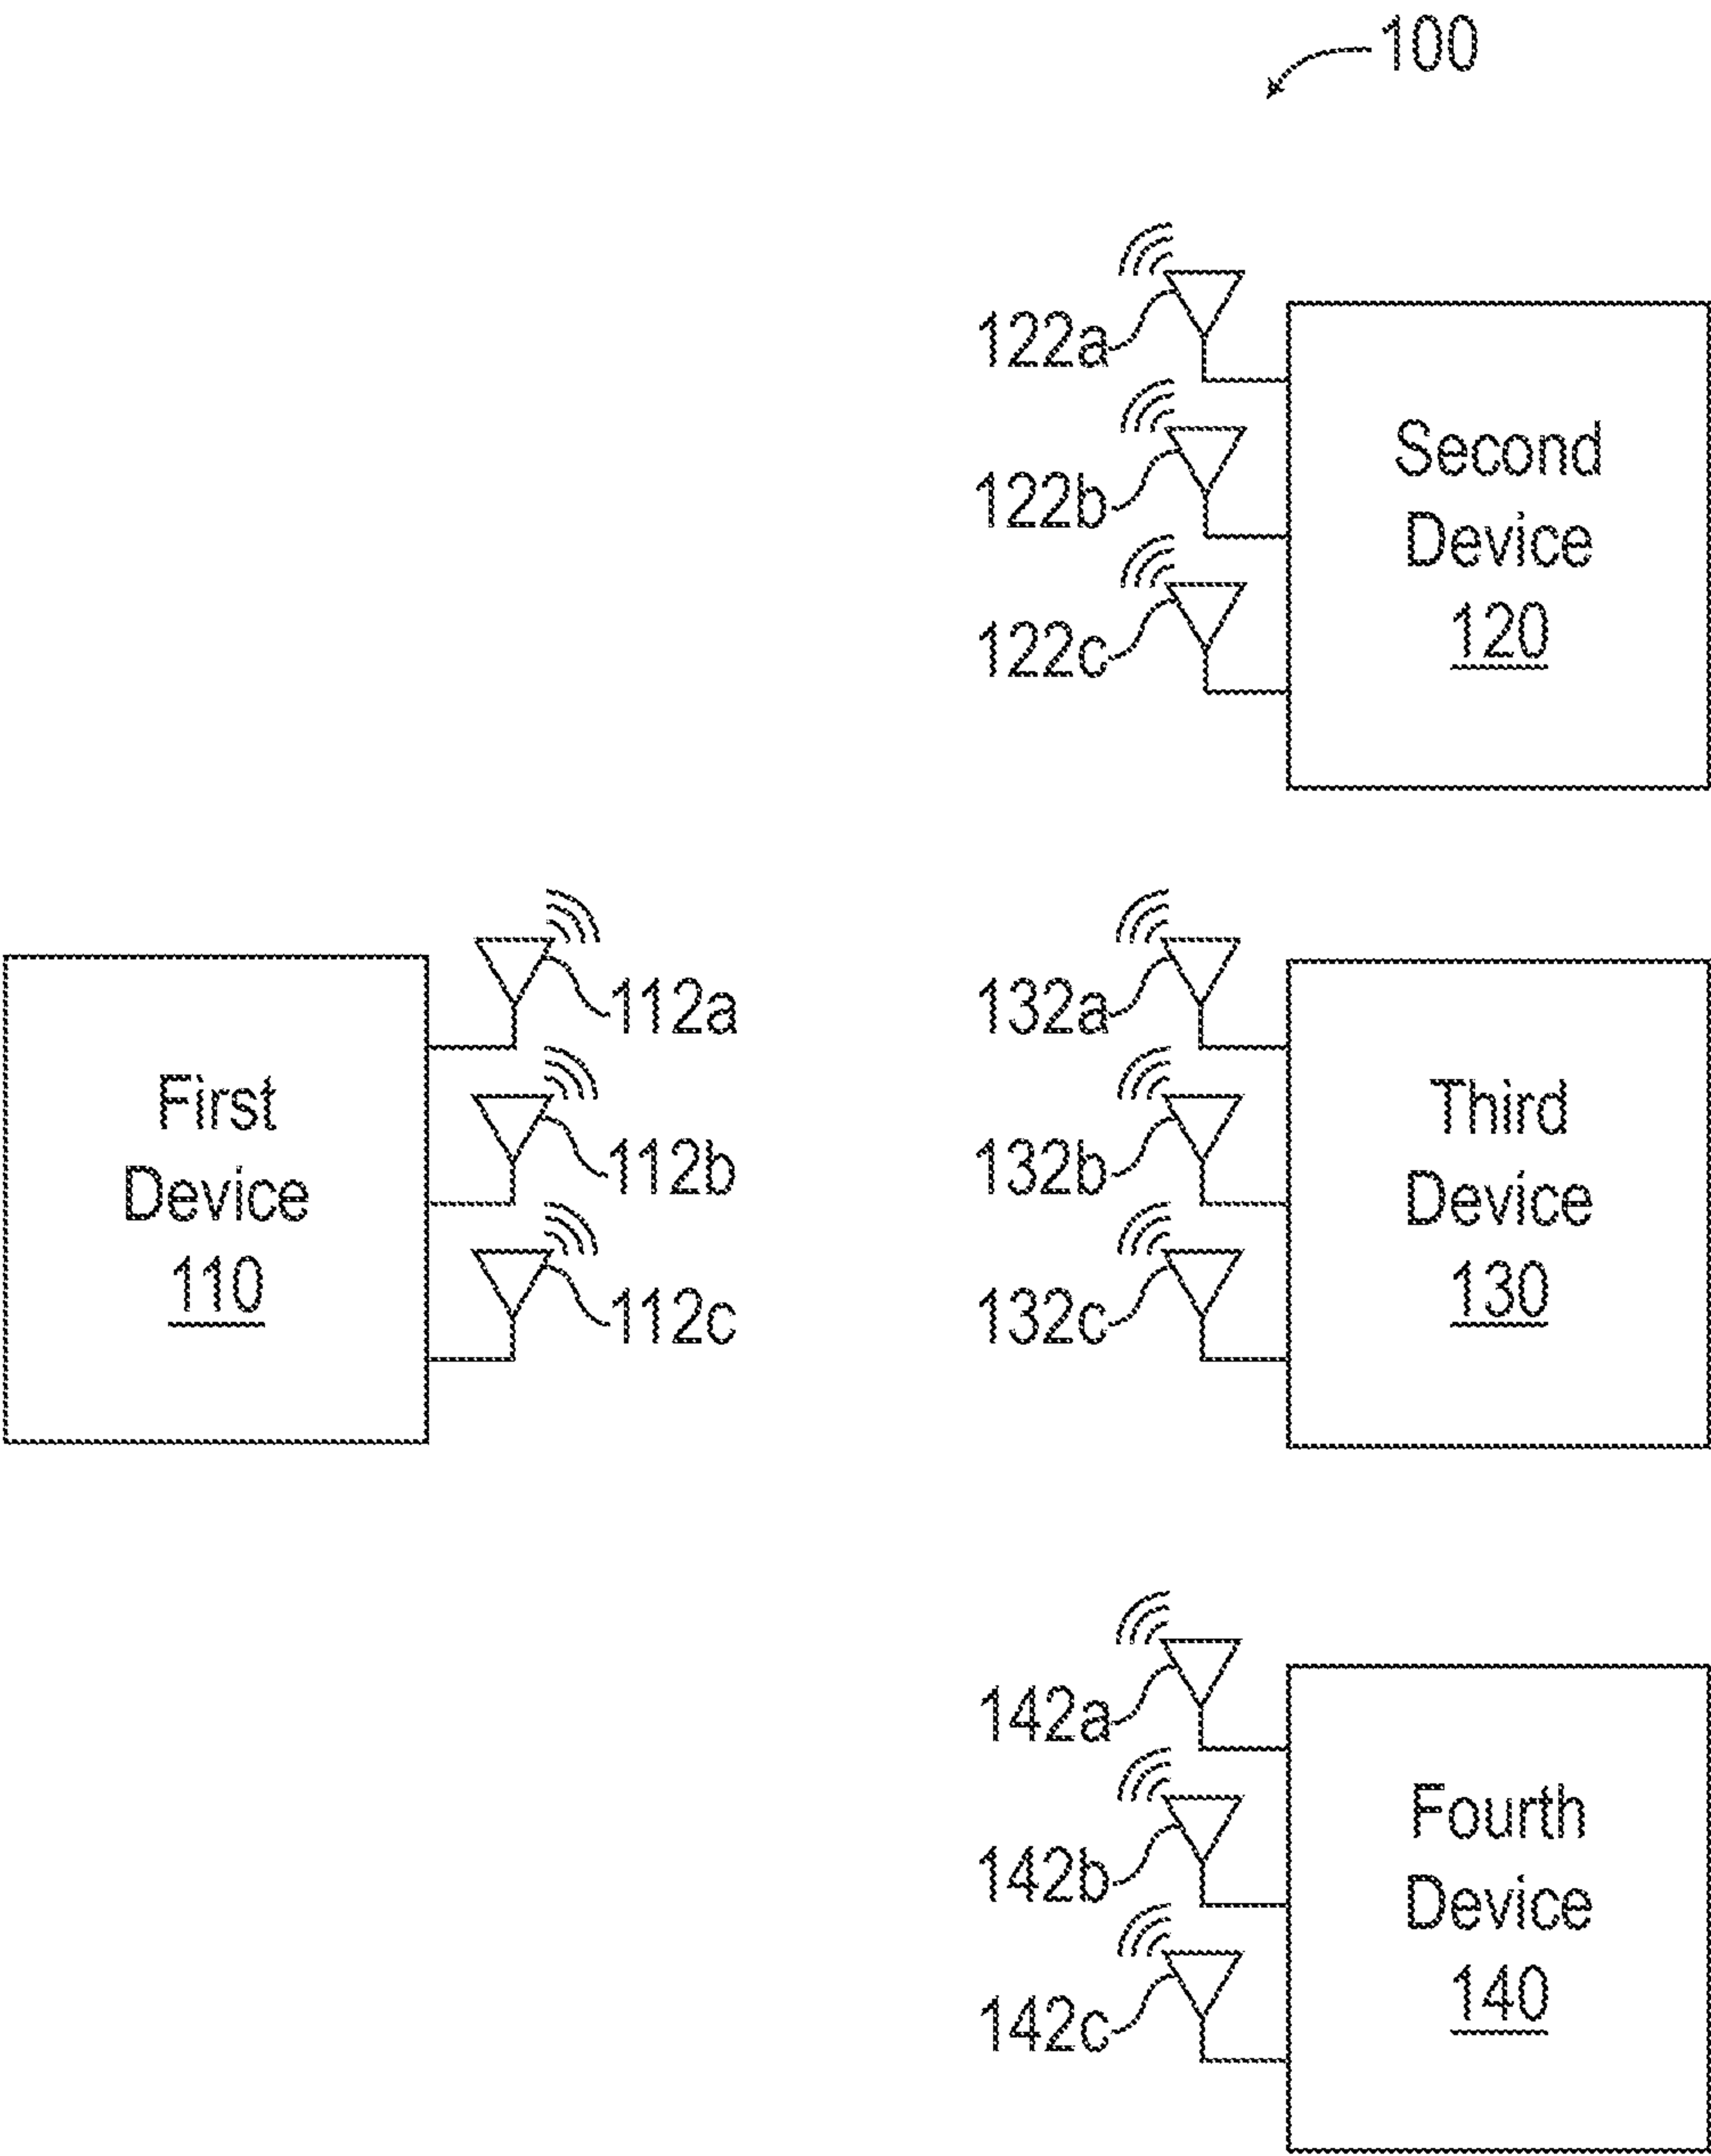 100
122a
122b
122c
Second
Device
120
First
Device
110
112a
112b
112c
132a
132b
132c
Third
Device
130
142a
142b
142c
Fourth
Device
140